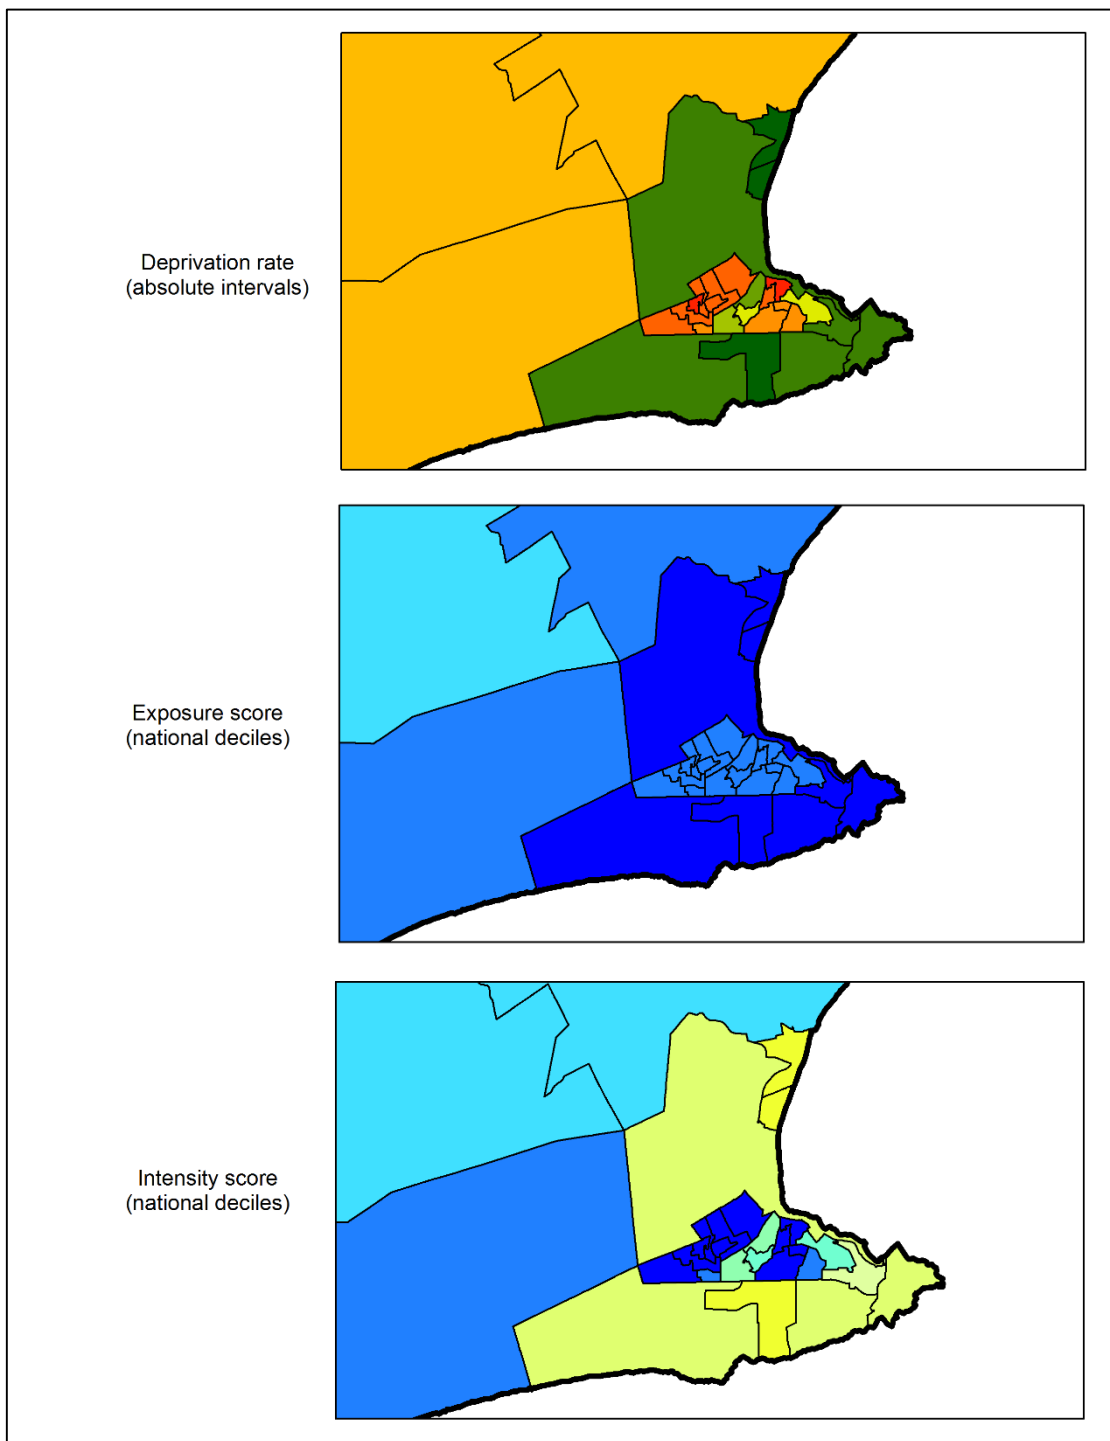 Deprivation rate
(absolute intervals)
Exposure score
(national deciles)
Intensity score
(national deciles)